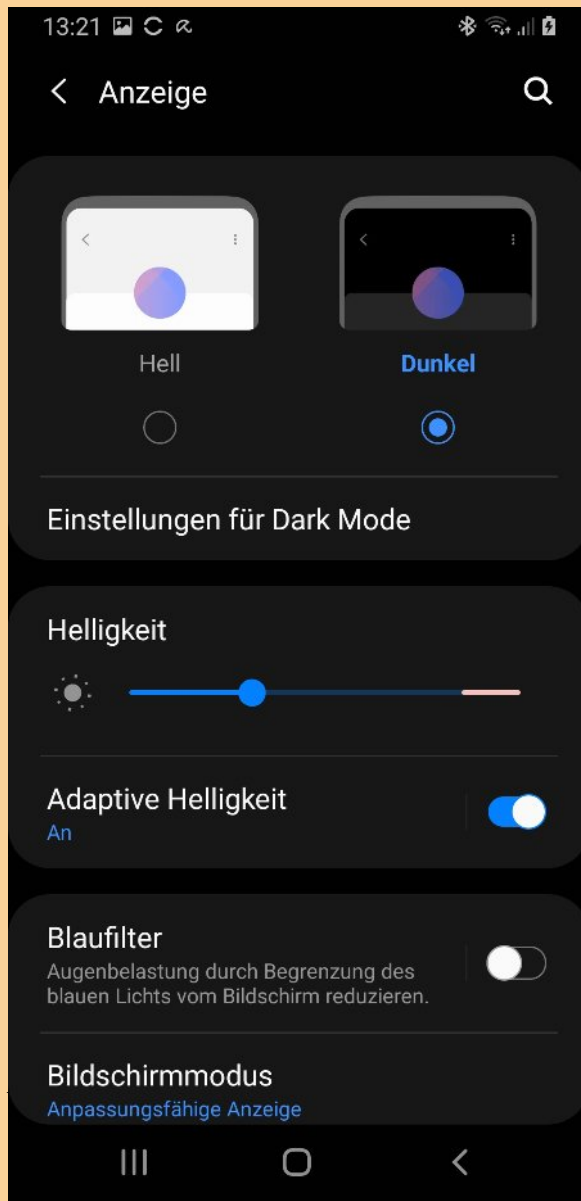 13:21
Anzeige
Hell
Dunkel
Einstellungen für Dark Mode
Helligkeit
Adaptive Helligkeit
An
Blaufilter
Augenbelastung durch Begrenzung des
blauen Lichts vom Bildschirm reduzieren.
Bildschirmmodus
Anpassungsfähige Anzeige